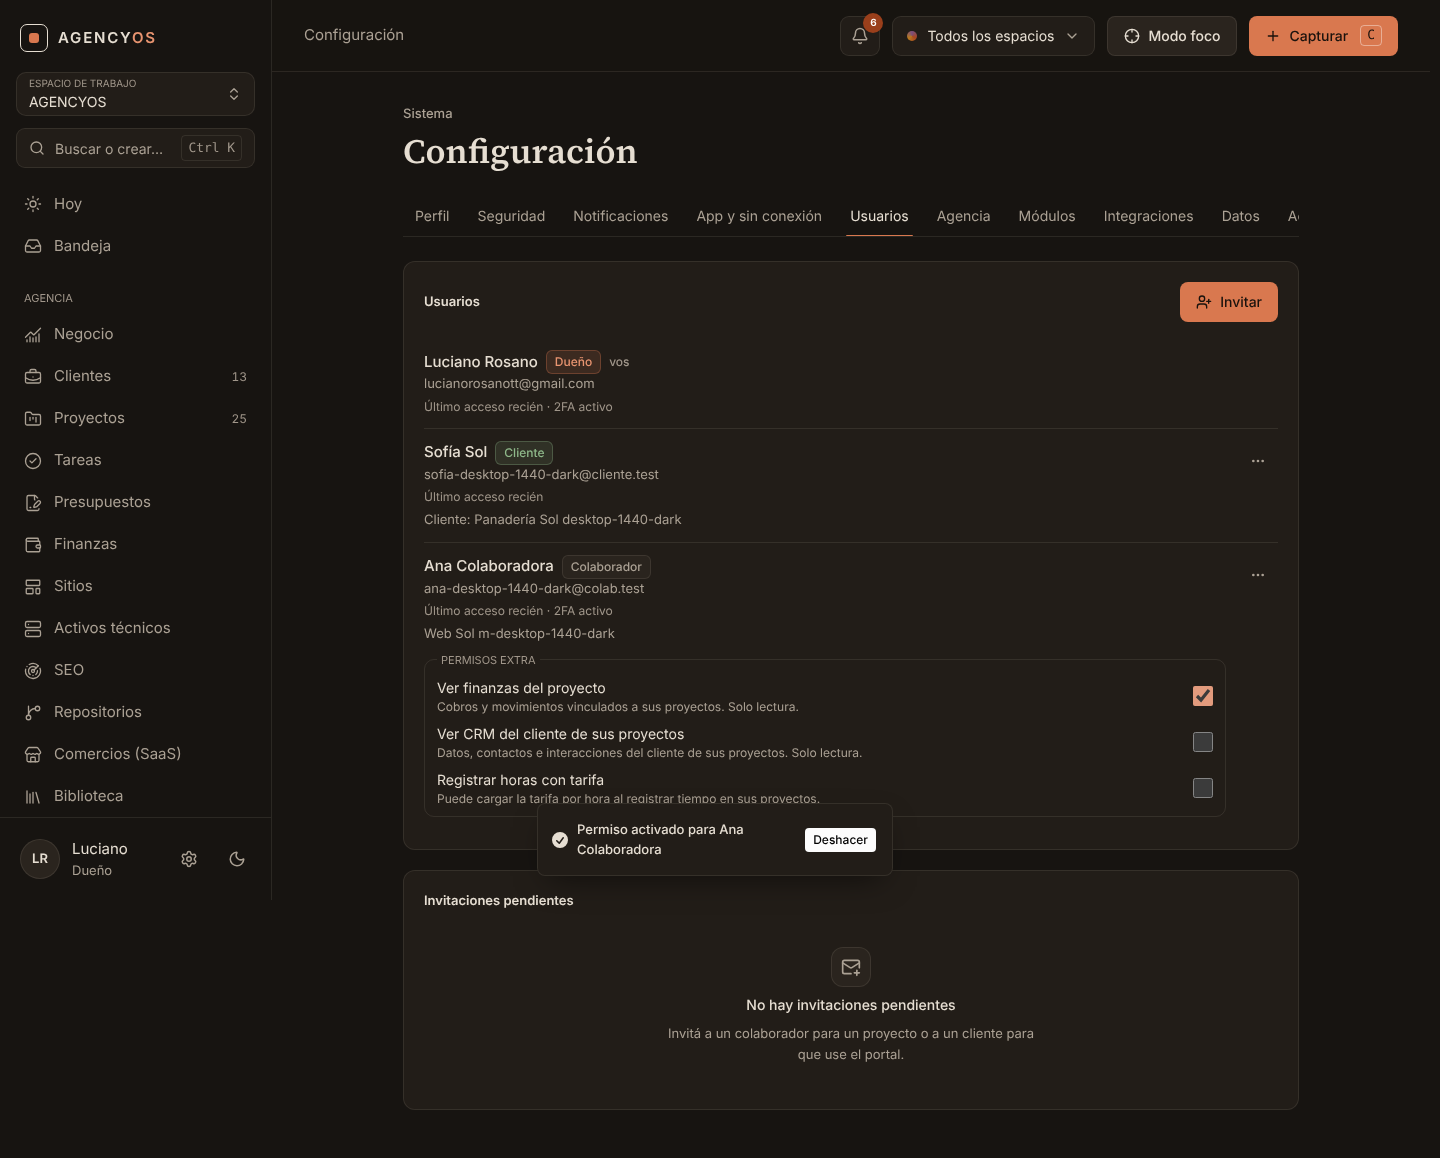 AGENCYOS
ESPACIO DE TRABAJO
AGENCYOS
Buscar o crear... Ctrl K
Hoy
Bandeja
AGENCIA
Negocio
Clientes 13
Proyectos 25
Tareas
Presupuestos
Finanzas
Sitios
Activos técnicos
SEO
Repositorios
Comercios (SaaS)
Biblioteca
LR Luciano
Dueño
Configuración
6
Todos los espacios
Modo foco
Capturar C
Sistema
Configuración
Perfil Seguridad Notificaciones App y sin conexión Usuarios Agencia Módulos Integraciones Datos
Usuarios
Invitar
Luciano Rosano Dueño vos
lucianorosanott@gmail.com
Último acceso recién · 2FA activo
Sofía Sol Cliente
sofia-desktop-1440-dark@cliente.test
Último acceso recién
Cliente: Panadería Sol desktop-1440-dark
Ana Colaboradora Colaborador
ana-desktop-1440-dark@colab.test
Último acceso recién · 2FA activo
Web Sol m-desktop-1440-dark
PERMISOS EXTRA
Ver finanzas del proyecto
Cobros y movimientos vinculados a sus proyectos. Solo lectura.
Ver CRM del cliente de sus proyectos
Datos, contactos e interacciones del cliente de sus proyectos. Solo lectura.
Registrar horas con tarifa
Puede cargar la tarifa por hora al registrar tiempo en sus proyectos.
Permiso activado para Ana
Colaboradora
Deshacer
Invitaciones pendientes
No hay invitaciones pendientes
Invitá a un colaborador para un proyecto o a un cliente para
que use el portal.